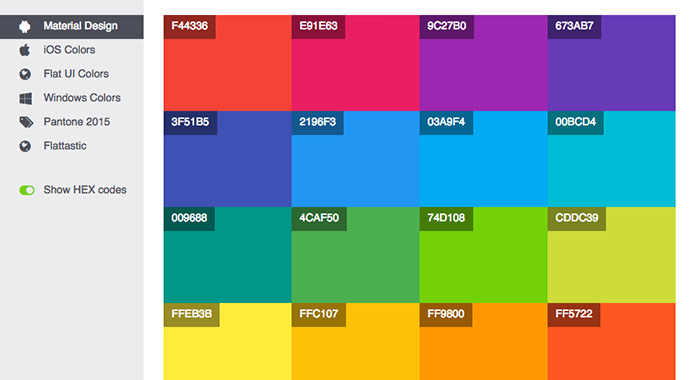 Material Design
iOS Colors
Flat UI Colors
Windows Colors
Pantone 2015
Flattastic
Show HEX codes
F44336
E91E63
9C27B0
673AB7
3F51B5
2196F3
03A9F4
00BCD4
009688
4CAF50
74D108
CDDC39
FFEB3B
FFC107
FF9800
FF5722